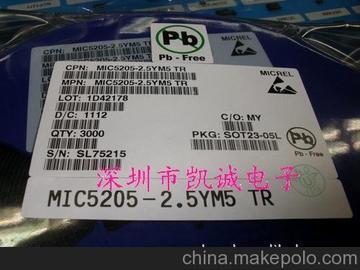 Pb
Pb - Free
CPN: MIC5205-2.5YM5 TR
MPN: MIC5205-2.5YM5 TR
MICREL
LOT: 1D42178
D/C: 1112
C/O: MY
QTY: 3000
PKG: SOT23-05L
S/N: SL75215
Pb
深圳市凯诚电子
MIC5205-2.5YM5 TR
china.makepolo.com